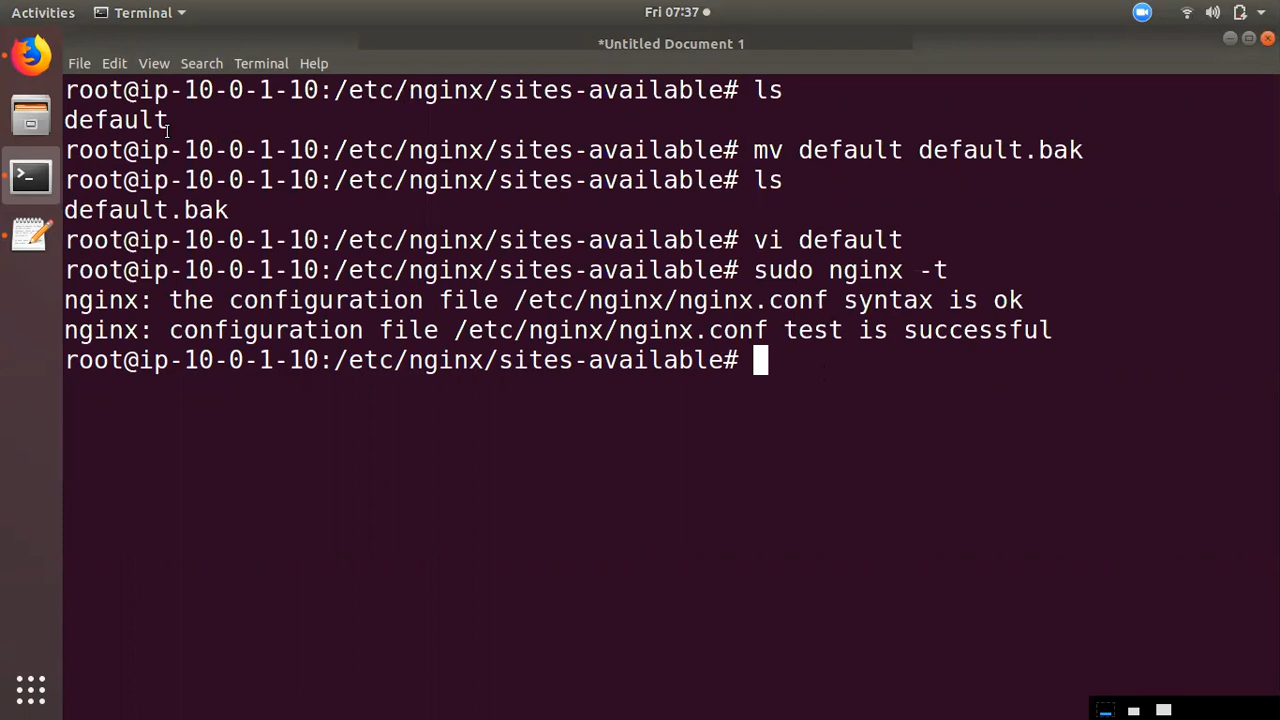 Activities Terminal Fri 07:37
*Untitled Document 1
File Edit View Search Terminal Help
root@ip-10-0-1-10:/etc/nginx/sites-available# ls
default
root@ip-10-0-1-10:/etc/nginx/sites-available# mv default default.bak
root@ip-10-0-1-10:/etc/nginx/sites-available# ls
default.bak
root@ip-10-0-1-10:/etc/nginx/sites-available# vi default
root@ip-10-0-1-10:/etc/nginx/sites-available# sudo nginx -t
nginx: the configuration file /etc/nginx/nginx.conf syntax is ok
nginx: configuration file /etc/nginx/nginx.conf test is successful
root@ip-10-0-1-10:/etc/nginx/sites-available#